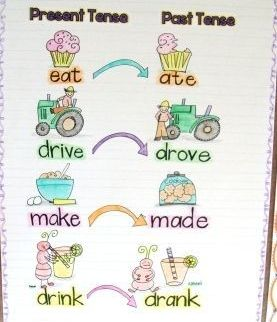 Present Tense Past Tense
eat ate
drive drove
make made
drink drank